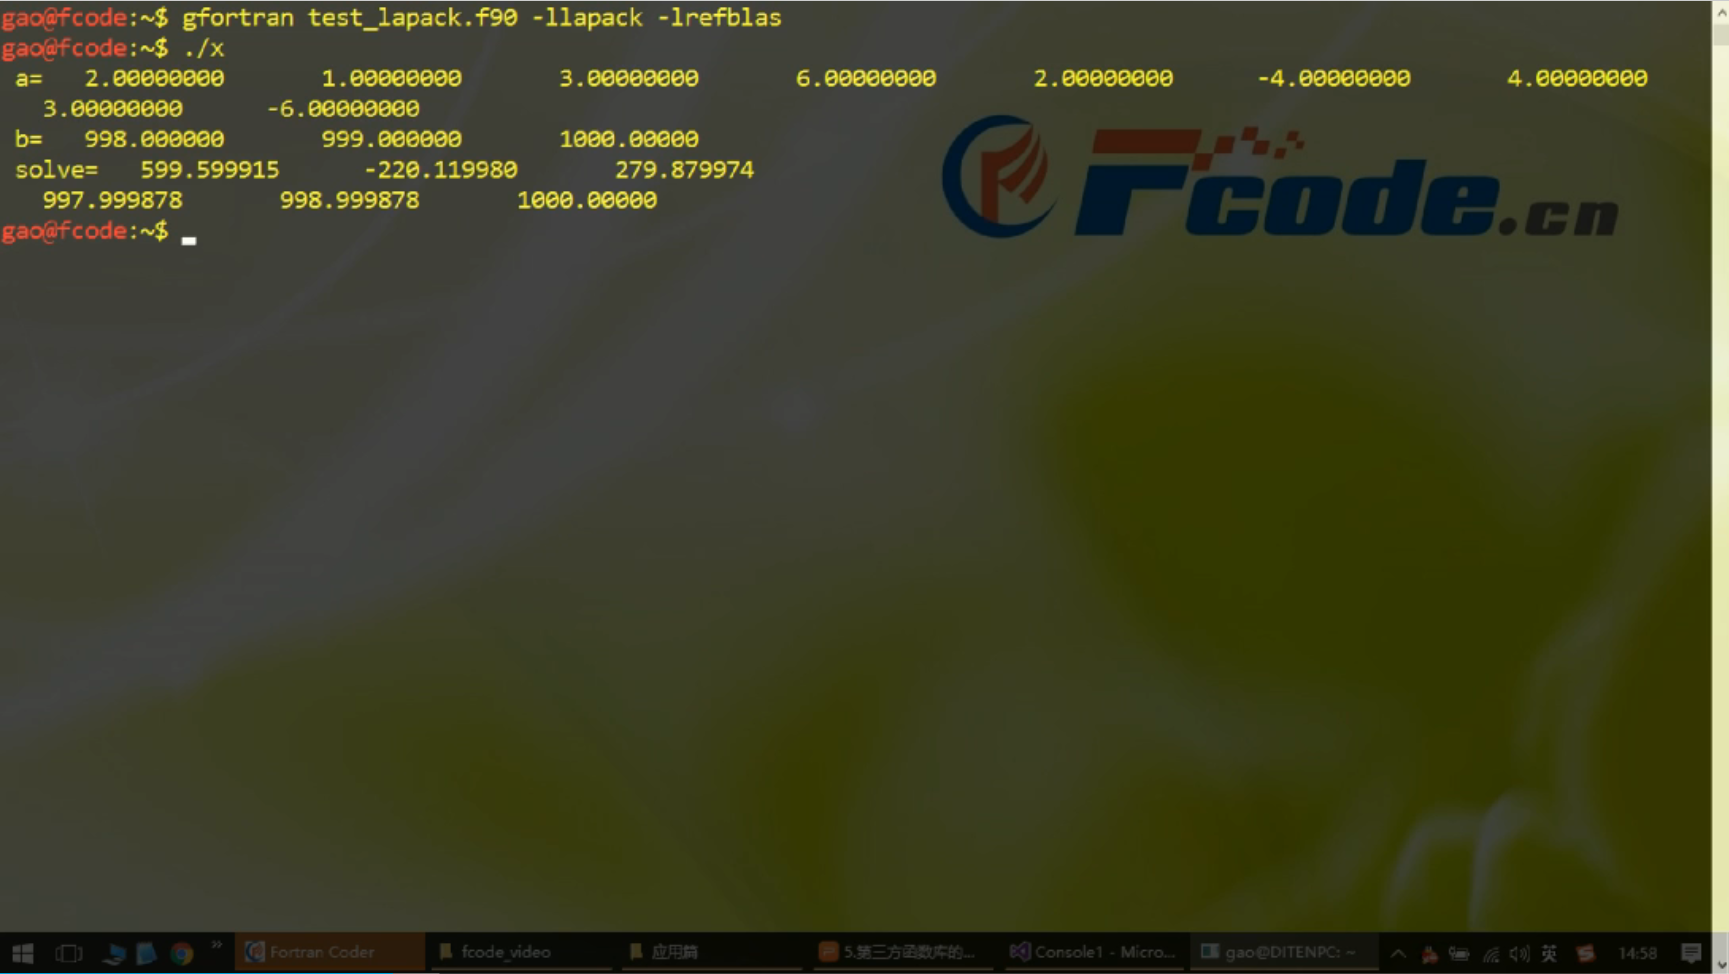 gao@fcode:~$ gfortran test_lapack.f90 -llapack -lrefblas
gao@fcode:~$ ./x
a= 2.00000000 1.00000000 3.00000000 6.00000000 2.00000000 -4.00000000 4.00000000
3.00000000 -6.00000000
b= 998.000000 999.000000 1000.00000
solve= 599.599915 -220.119980 279.879974
997.999878 998.999878 1000.00000
gao@fcode:~$
Fcode.cn
» Fortran Coder fcode_video 应用篇 5.第三方函数库的... Console1 - Micro... gao@DITENPC: ~ 英 14:58